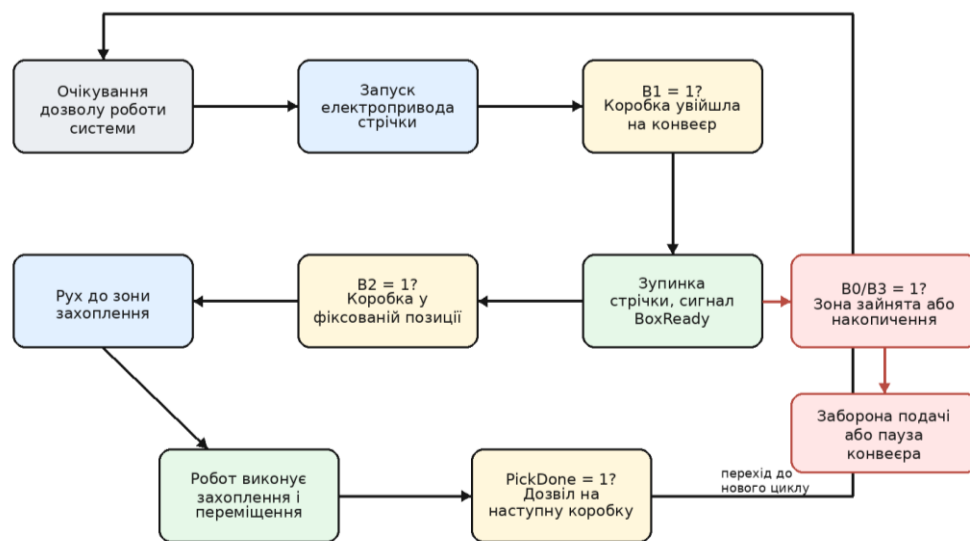 Очікування
дозволу роботи
системи
Запуск
електропривода
стрічки
B1 = 1?
Коробка увійшла
на конвеєр
Рух до зони
захоплення
B2 = 1?
Коробка у
фіксованій позиції
Зупинка
стрічки, сигнал
BoxReady
B0/B3 = 1?
Зона зайнята або
накопичення
Заборона подачі
або пауза
конвеєра
Робот виконує
захоплення і
переміщення
PickDone = 1?
Дозвіл на
наступну коробку
перехід до
нового циклу